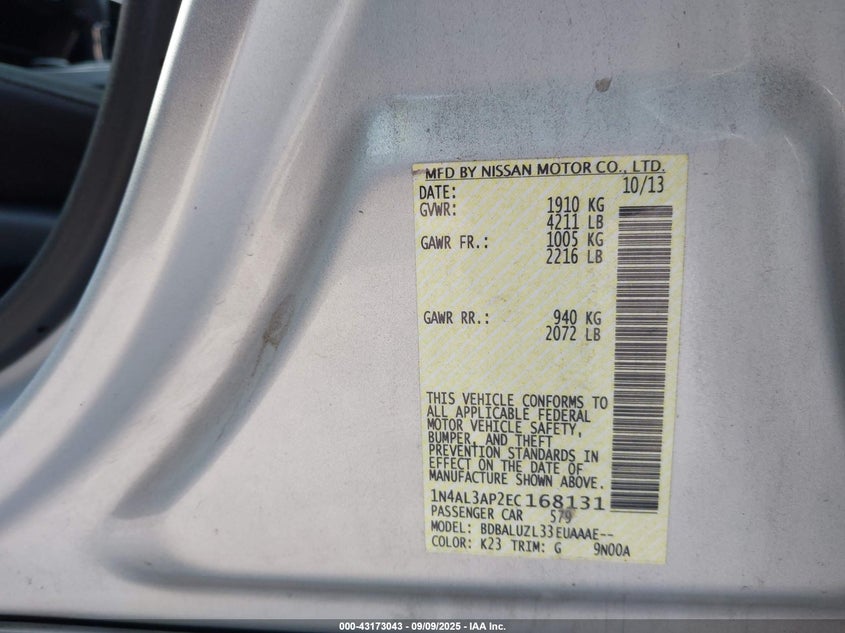 MFD BY NISSAN MOTOR CO., LTD.
DATE: 10/13
GVWR: 1910 KG
4211 LB
GAWR FR.: 1005 KG
2216 LB
GAWR RR.: 940 KG
2072 LB
THIS VEHICLE CONFORMS TO
ALL APPLICABLE FEDERAL
MOTOR VEHICLE SAFETY,
BUMPER, AND THEFT
PREVENTION STANDARDS IN
EFFECT ON THE DATE OF
MANUFACTURE SHOWN ABOVE.
1N4AL3AP2EC168131
PASSENGER CAR 579
MODEL: BDBALUZL33EUAAAE--
COLOR: K23 TRIM: G 9N00A
000-43173043 / 09/09/2025 - IAA Inc.